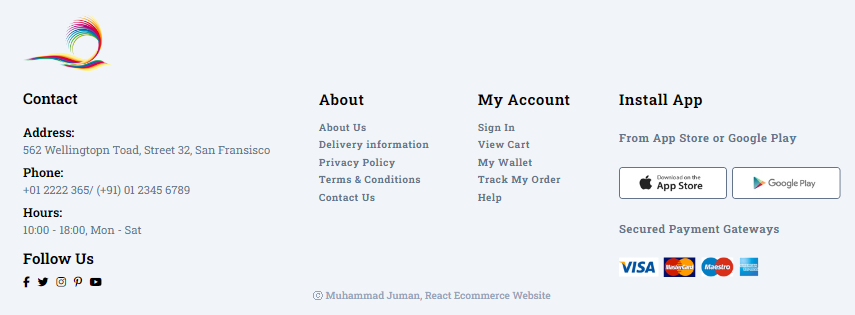 Contact
Address:
562 Wellingtopn Toad, Street 32, San Fransisco
Phone:
+01 2222 365/ (+91) 01 2345 6789
Hours:
10:00 - 18:00, Mon - Sat
Follow Us
About
About Us
Delivery information
Privacy Policy
Terms & Conditions
Contact Us
My Account
Sign In
View Cart
My Wallet
Track My Order
Help
Install App
From App Store or Google Play
Download on the
App Store
Google Play
Secured Payment Gateways
VISA
MasterCard
Maestro
© Muhammad Juman, React Ecommerce Website